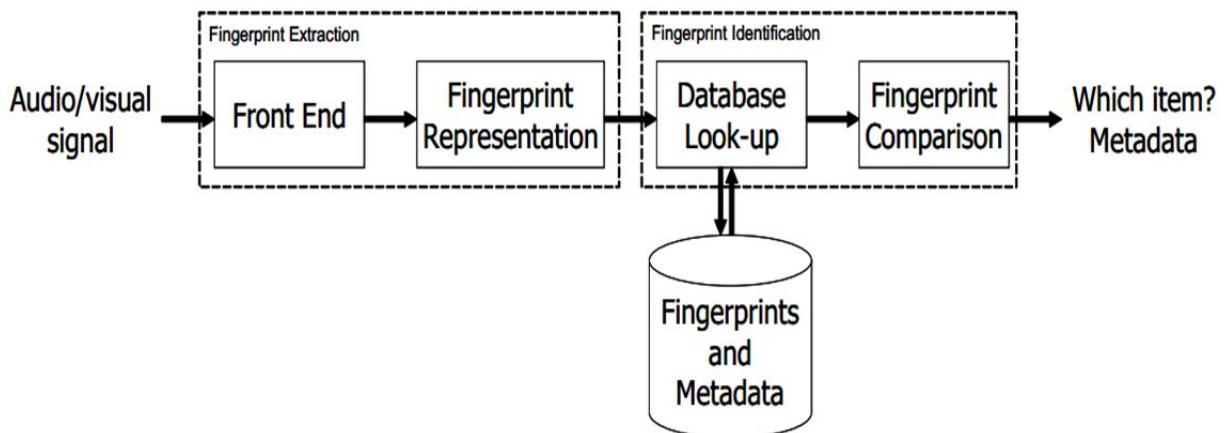 Fingerprint Extraction
Fingerprint Identification
Audio/visual
signal
Front End
Fingerprint
Representation
Database
Look-up
Fingerprint
Comparison
Which item?
Metadata
Fingerprints
and
Metadata